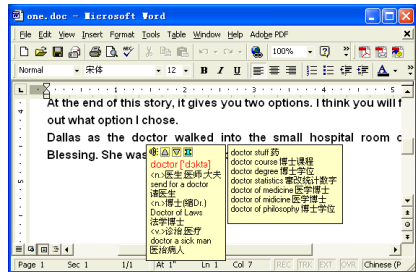 one.doc - Microsoft Word
File Edit View Insert Format Tools Table Window Help Adobe PDF
100%
Normal 宋体 12 B I U
1 2 3 4 5
At the end of this story, it gives you two options. I think you will f
out what option I chose.
Dallas as the doctor walked into the small hospital room c
Blessing. She was
doctor ['dɔktə]
<n.>医生医师大夫
send for a doctor
请医生
<n.>博士(缩Dr.)
Doctor of Laws
法学博士
<v.>诊治医疗
doctor a sick man
医治病人
doctor stuff 药
doctor course 博士课程
doctor degree 博士学位
doctor statistics 窜改统计数字
doctor of medicine 医学博士
doctor of midicine 医学博士
doctor of philosophy 博士学位
Page 1 Sec 1 1/1 At 1" Ln 1 Col 7 REC TRK EXT OVR Chinese (P